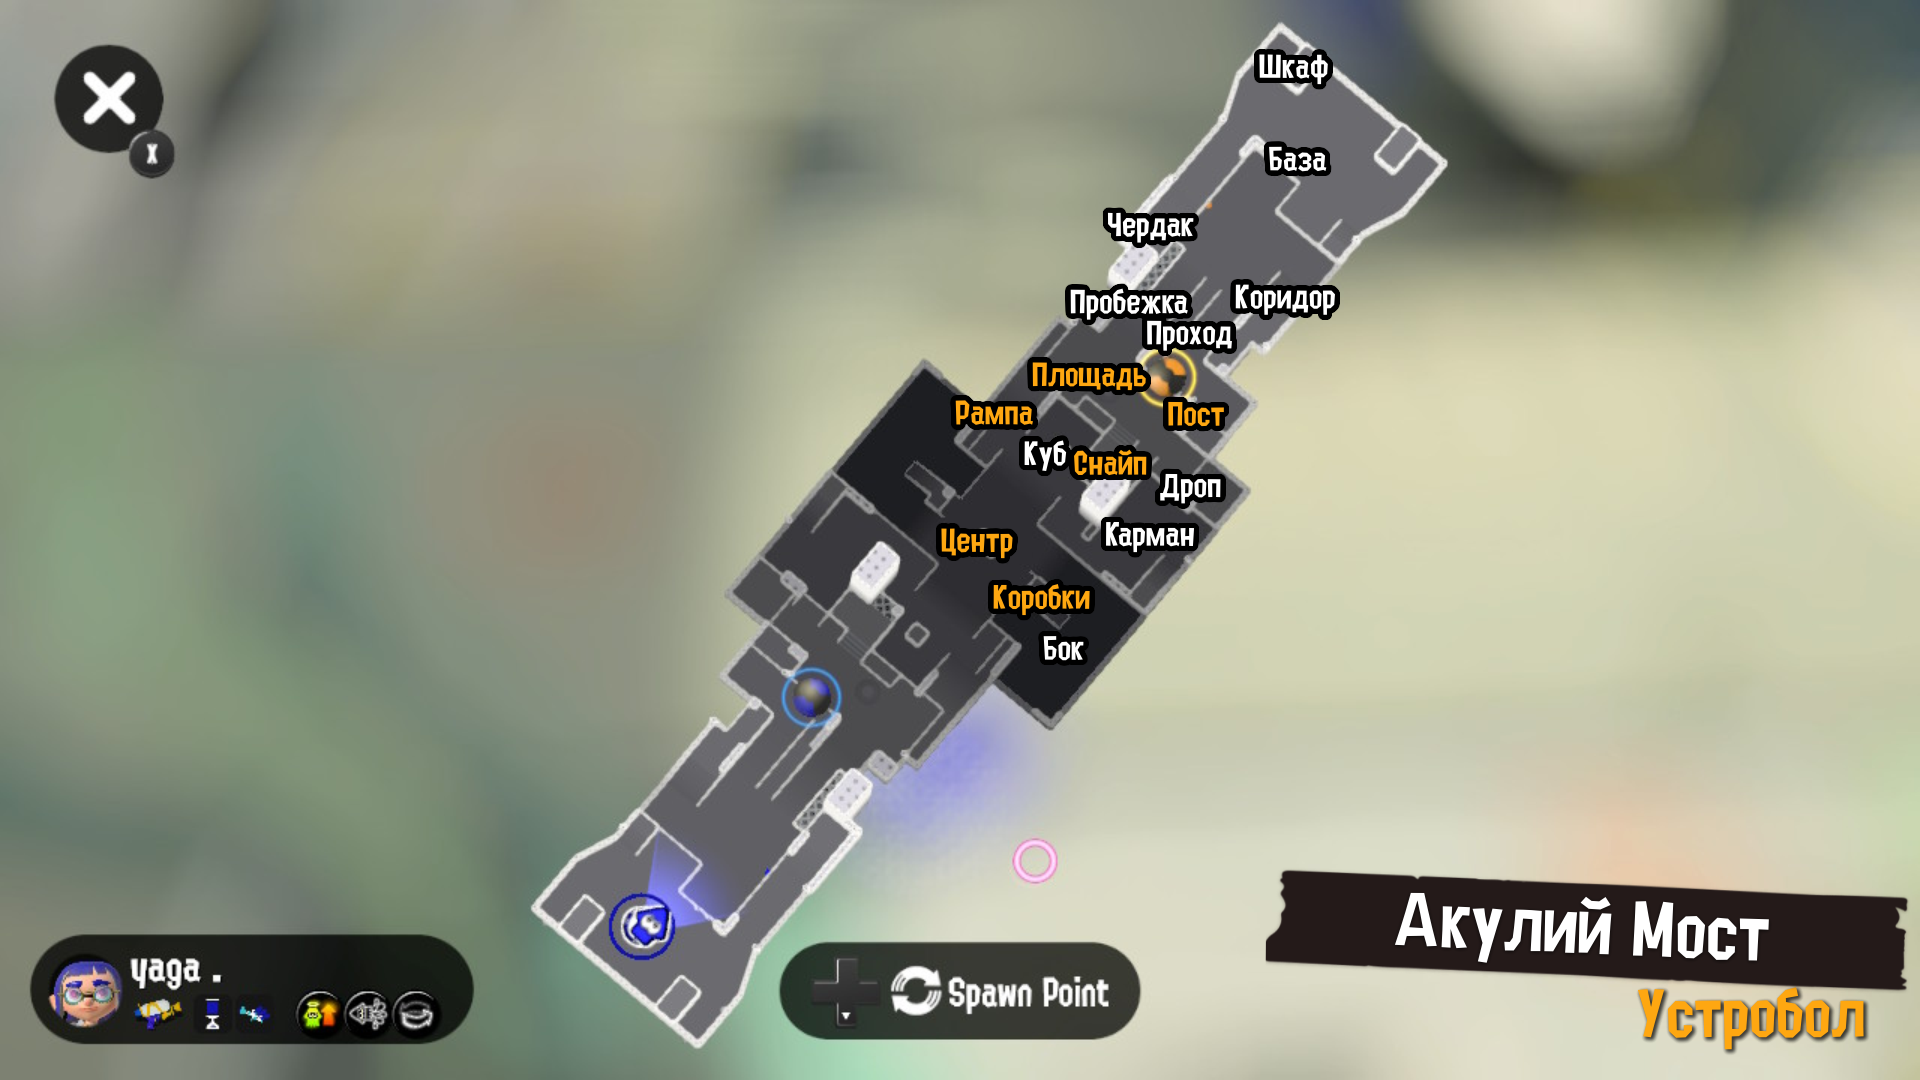 X
Шкаф
База
Чердак
Пробежка
Коридор
Проход
Площадь
Рампа
Пост
Куб
Снайп
Дроп
Карман
Центр
Коробки
Бок
yaga .
Spawn Point
Акулий Мост
Устробол